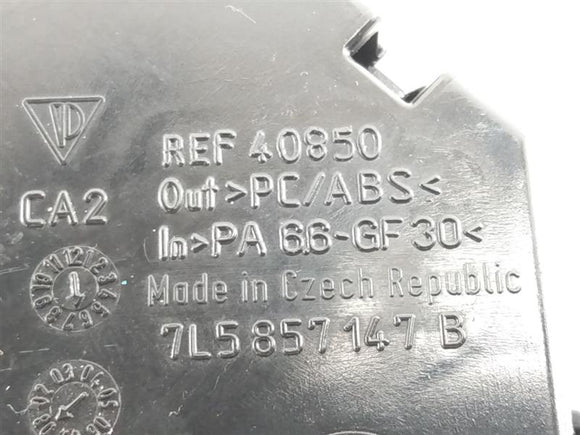 REF 40850
Out >PC/ABS<
CA2
In >PA 6.6-GF 30<
Made in Czech Republic
7L5 857 147 B